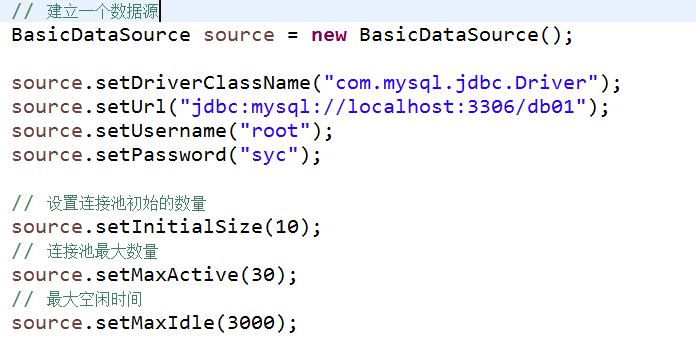 // 建立一个数据源
BasicDataSource source = new BasicDataSource();
source.setDriverClassName("com.mysql.jdbc.Driver");
source.setUrl("jdbc:mysql://localhost:3306/db01");
source.setUsername("root");
source.setPassword("syc");
// 设置连接池初始的数量
source.setInitialSize(10);
// 连接池最大数量
source.setMaxActive(30);
// 最大空闲时间
source.setMaxIdle(3000);